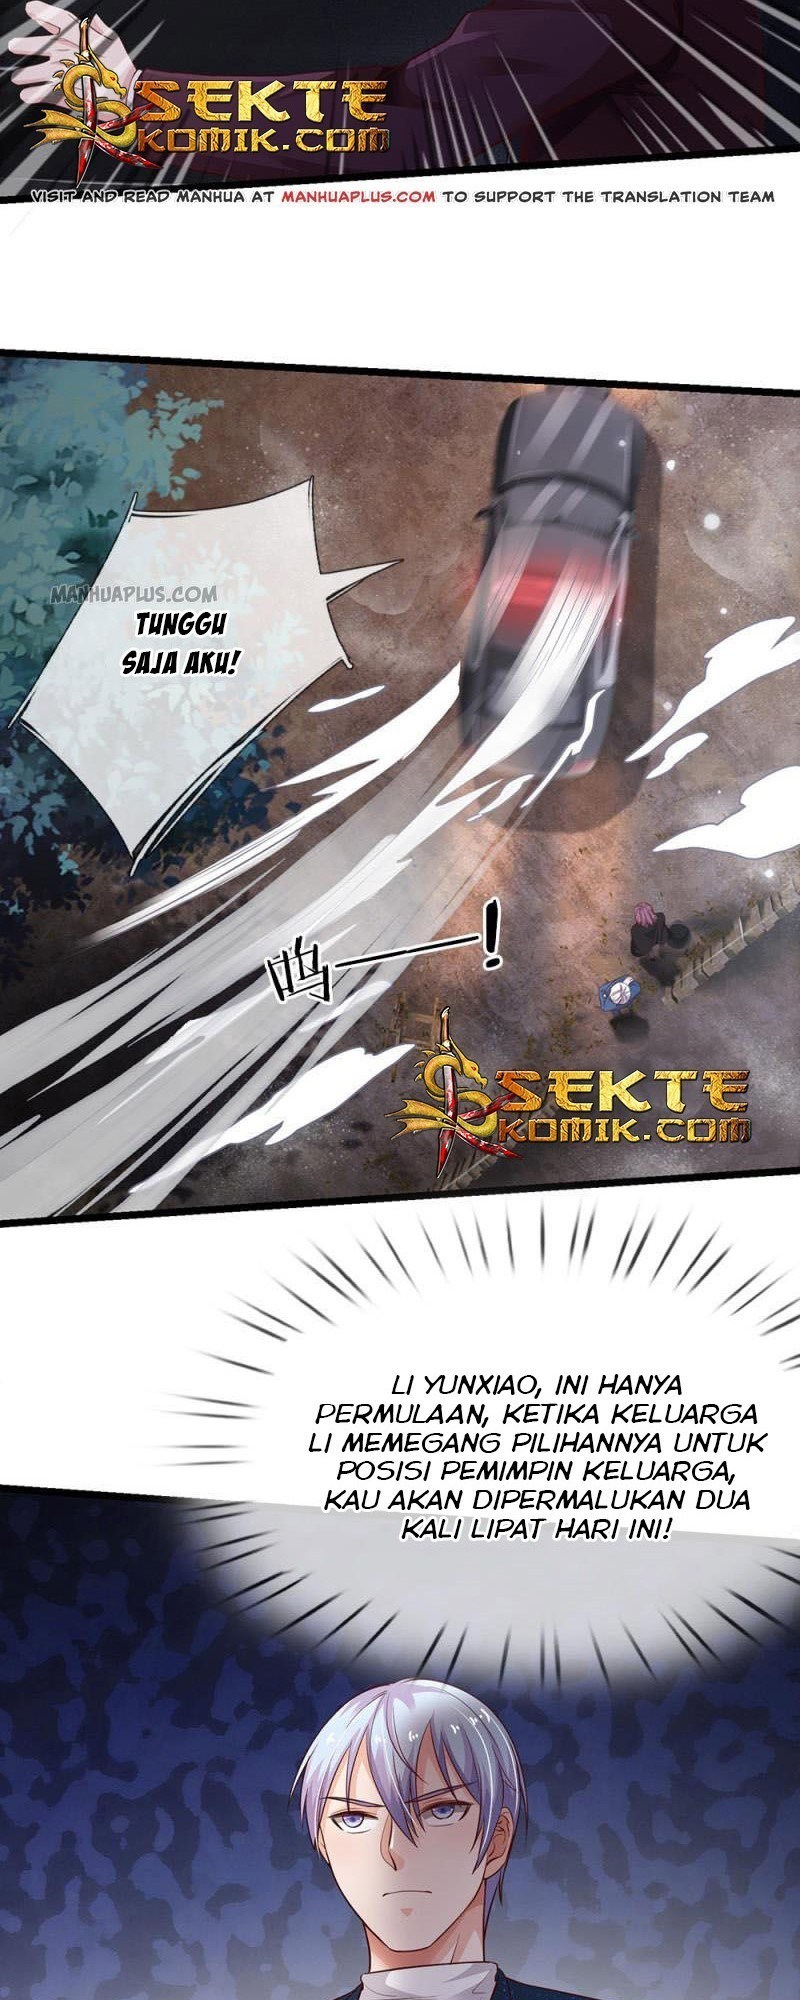 SEKTE
KOMIK.COM
VISIT AND READ MANHUA AT MANHUAPLUS.COM TO SUPPORT THE TRANSLATION TEAM
MANHUAPLUS.COM
TUNGGU
SAJA AKU!
呜——!
SEKTE
KOMIK.COM
LI YUNXIAO, INI HANYA
PERMULAAN, KETIKA KELUARGA
LI MEMEGANG PILIHANNYA UNTUK
POSISI PEMIMPIN KELUARGA,
KAU AKAN DIPERMALUKAN DUA
KALI LIPAT HARI INI!